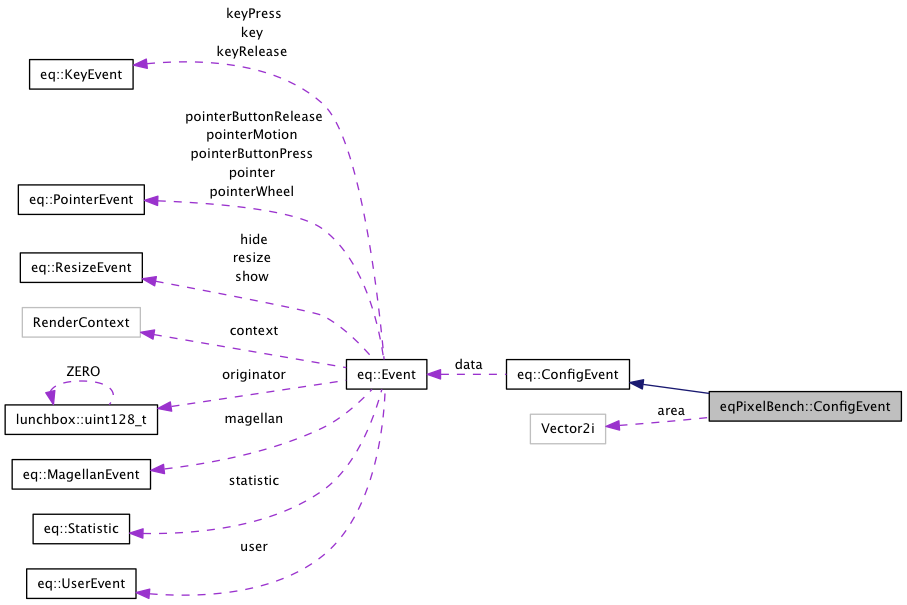 keyPress
key
keyRelease
eq::KeyEvent
pointerButtonRelease
pointerMotion
pointerButtonPress
pointer
pointerWheel
eq::PointerEvent
hide
resize
show
eq::ResizeEvent
RenderContext
context
ZERO
originator
lunchbox::uint128_t
magellan
eq::MagellanEvent
statistic
eq::Statistic
user
eq::UserEvent
eq::Event
data
eq::ConfigEvent
area
Vector2i
eqPixelBench::ConfigEvent